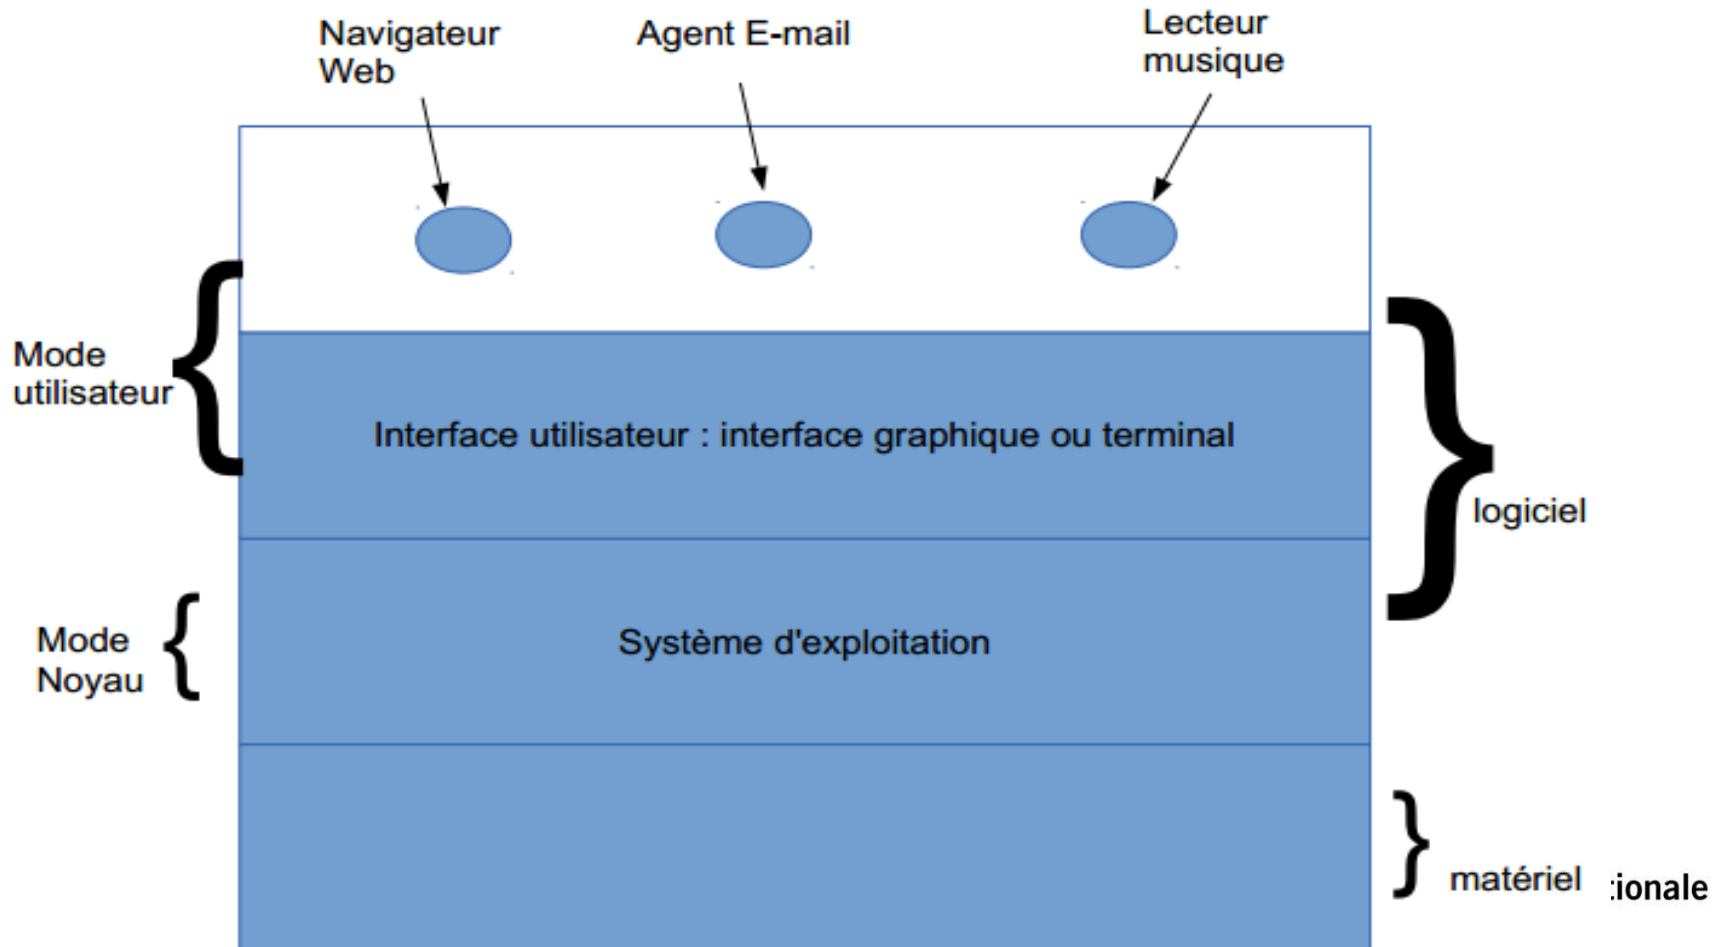 Navigateur
Web
Agent E-mail
Lecteur
musique
Mode
utilisateur
Interface utilisateur : interface graphique ou terminal
logiciel
Mode
Noyau
Système d'exploitation
matériel
tionale